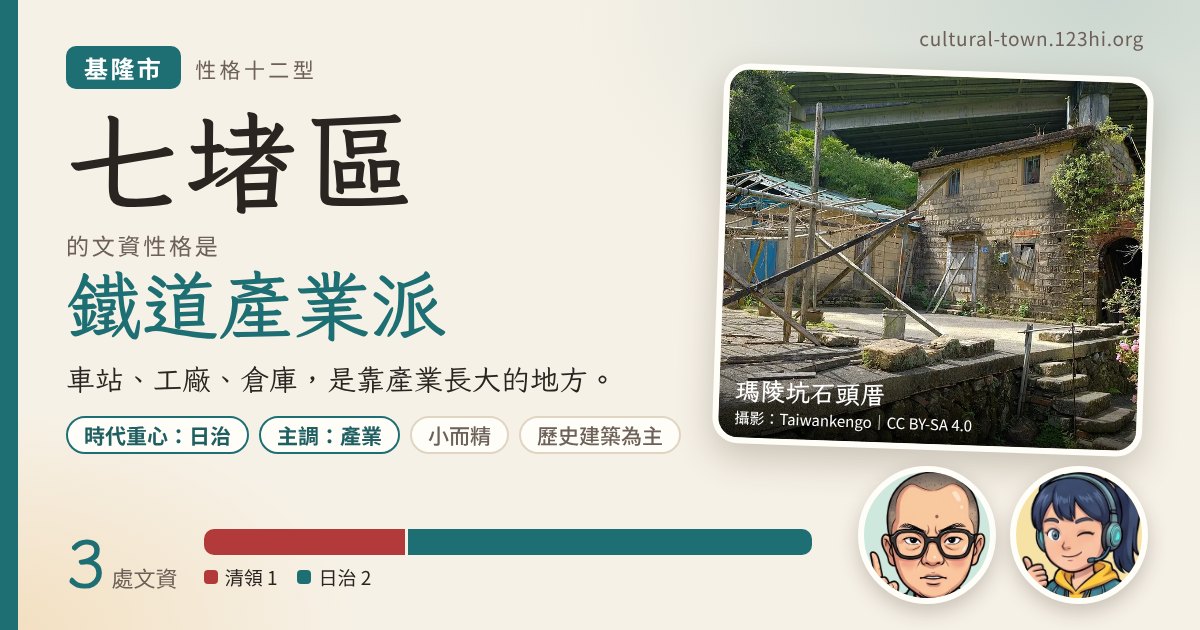 基隆市 性格十二型
cultural-town.123hi.org
七堵區
的文資性格是
鐵道產業派
車站、工廠、倉庫，是靠產業長大的地方。
時代重心：日治 主調：產業 小而精 歷史建築為主
瑪陵坑石頭厝
攝影：Taiwankengo｜CC BY-SA 4.0
3 處文資
清領 1 日治 2